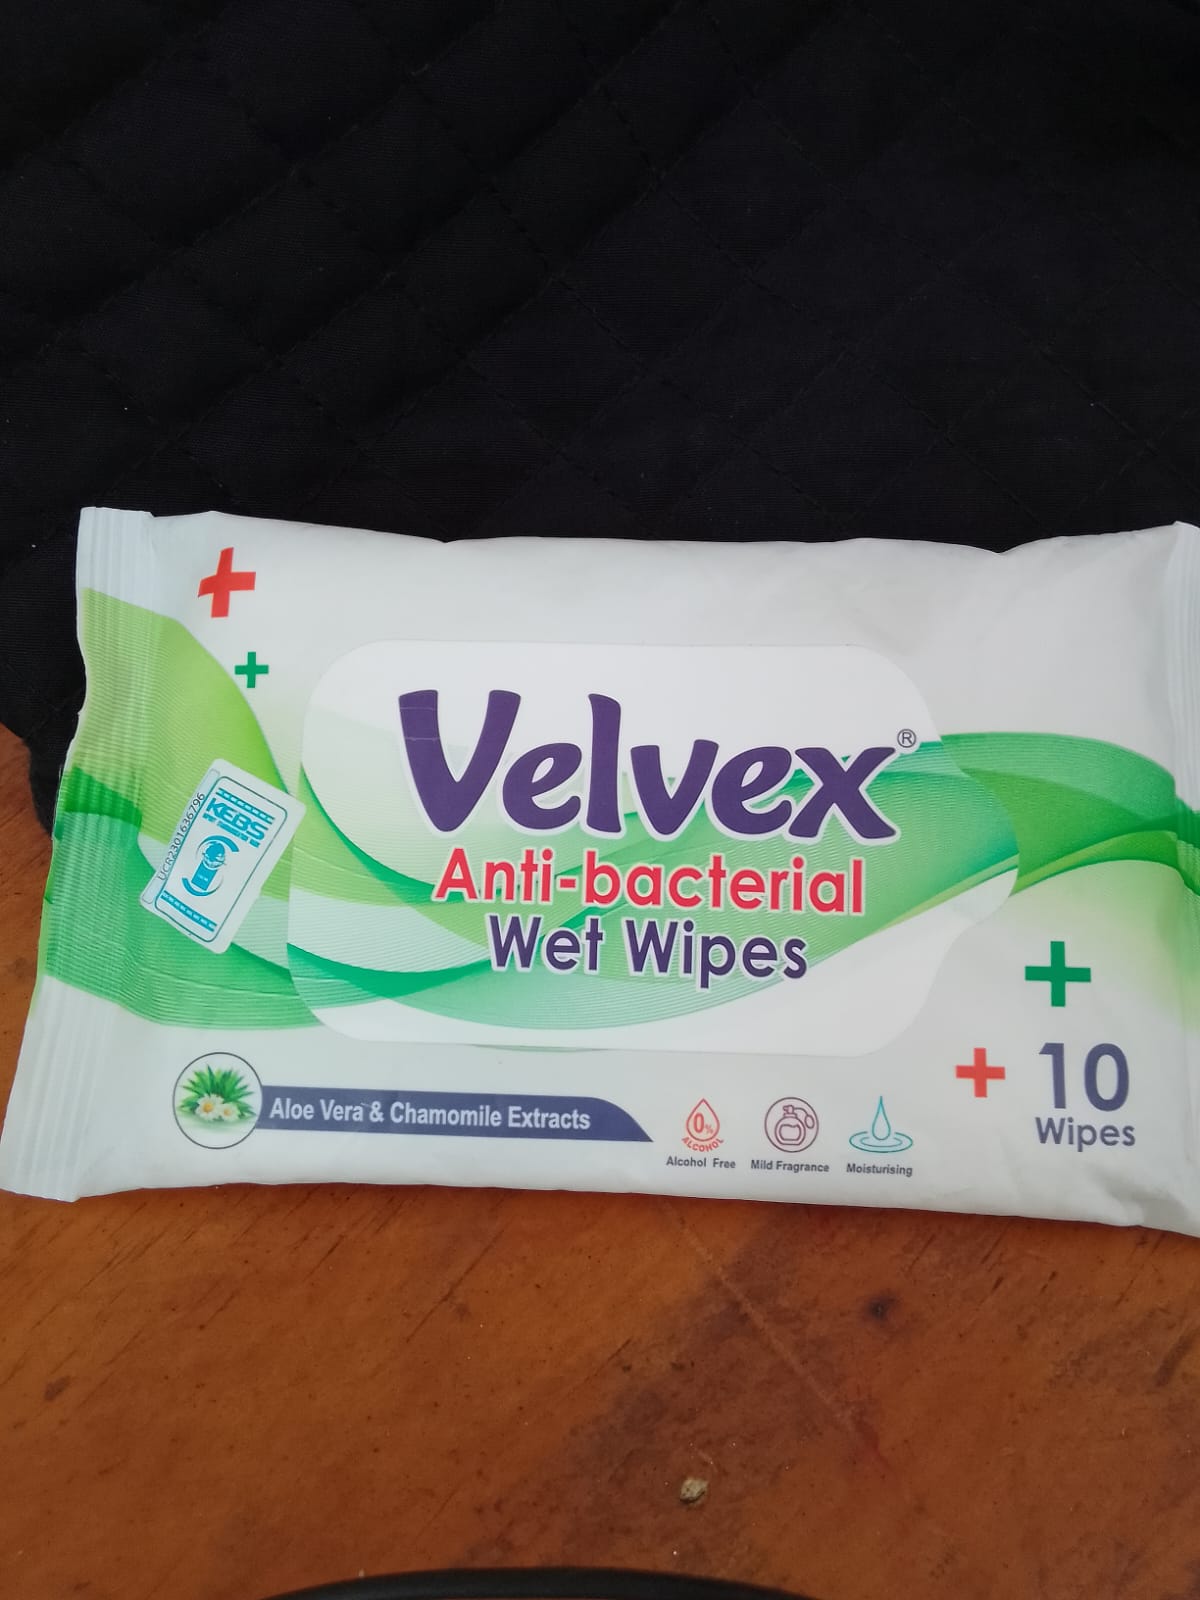 Velvex®
Anti-bacterial
Wet Wipes
KEBS
UCR2301636796
Aloe Vera & Chamomile Extracts
0%
ALCOHOL
Alcohol Free
Mild Fragrance
Moisturising
10
Wipes